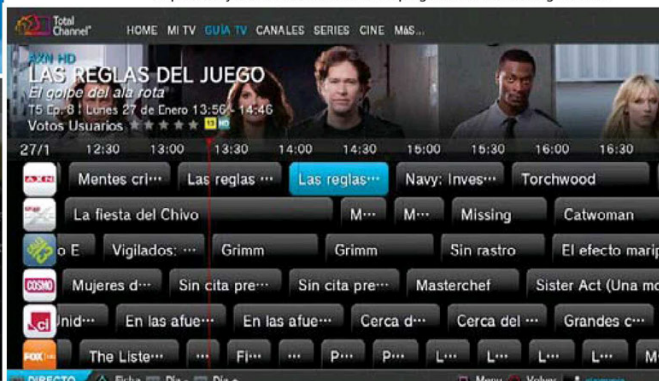 Total
Channel
HOME MI TV GUÍA TV CANALES SERIES CINE MáS...
AXN HD
LAS REGLAS DEL JUEGO
El golpe del ala rota
T5 Ep. 8 | Lunes 27 de Enero 13:56 - 14:46
Votos Usuarios 13 HD
27/1 12:30 13:00 13:30 14:00 14:30 15:00 15:30 16:00 16:30
AXN Mentes cri··· Las reglas ··· Las reglas··· Navy: Inves··· Torchwood
La fiesta del Chivo M··· M··· Missing Catwoman
o E Vigilados: ··· Grimm Grimm Sin rastro El efecto marip
COSMO Mujeres d··· Sin cita pre··· Sin cita pre··· Masterchef Sister Act (Una mo
ci Unid··· En las afue··· En las afue··· Cerca d··· Cerca del ··· Grandes c···
FOX The Liste··· ··· Fi··· ··· P··· P··· L··· L··· L··· M
DIRECTO Ficha Día - Día + Menu Volver